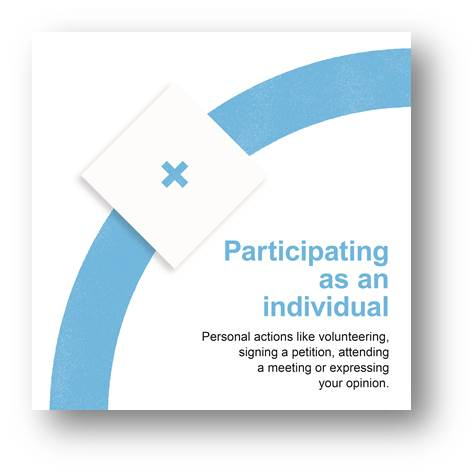 Participating
as an
individual
Personal actions like volunteering,
signing a petition, attending
a meeting or expressing
your opinion.